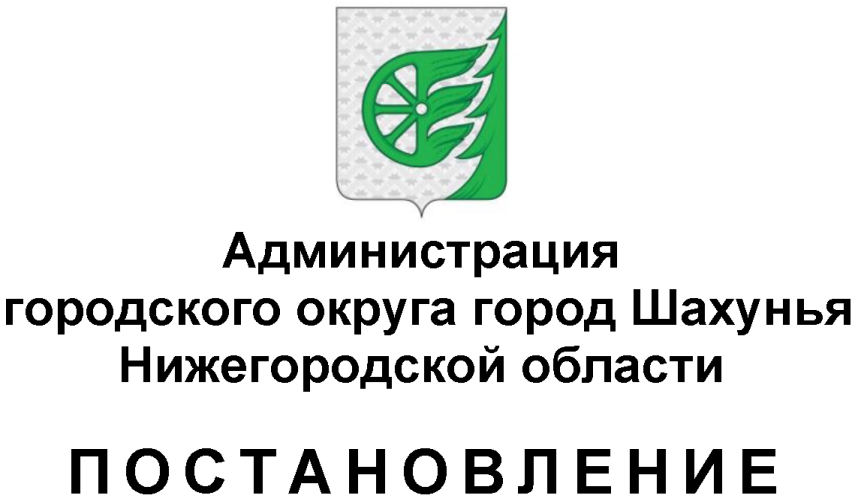 Администрация
городского округа город Шахунья
Нижегородской области
ПОСТАНОВЛЕНИЕ